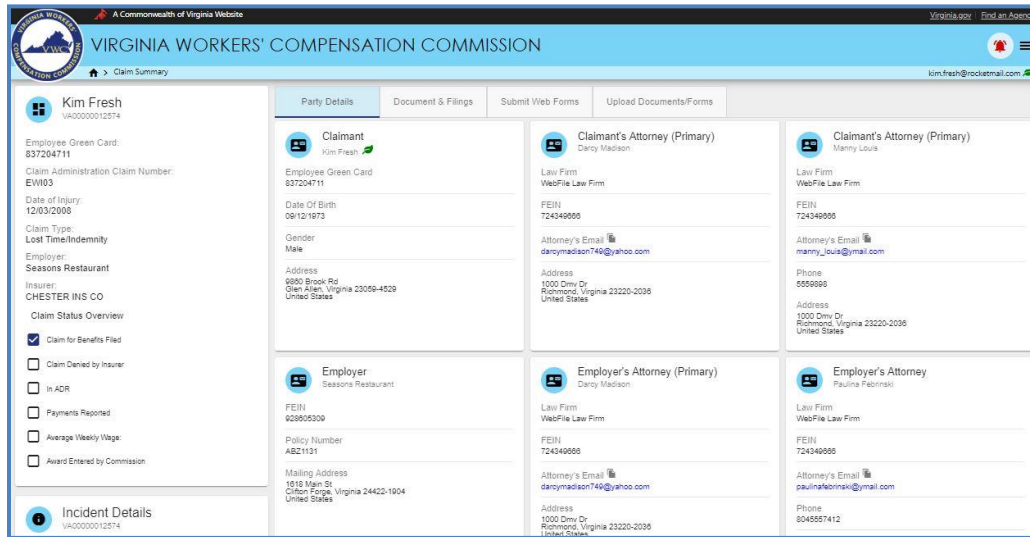 A Commonwealth of Virginia Website
Virginia.gov Find an Agenc
VIRGINIA WORKERS' COMPENSATION COMMISSION
VWC
> Claim Summary
kim.fresh@rocketmail.com
Kim Fresh
VA00000012574
Employee Green Card:
837204711
Claim Administration Claim Number:
EWI03
Date of Injury:
12/03/2008
Claim Type:
Lost Time/Indemnity
Employer:
Seasons Restaurant
Insurer:
CHESTER INS CO
Claim Status Overview
Claim for Benefits Filed
Claim Denied by Insurer
In ADR
Payments Reported
Average Weekly Wage:
Award Entered by Commission
Incident Details
VA00000012574
Party Details
Document & Filings
Submit Web Forms
Upload Documents/Forms
Claimant
Kim Fresh
Employee Green Card
837204711
Date Of Birth
09/12/1973
Gender
Male
Address
9860 Brook Rd
Glen Allen, Virginia 23059-4529
United States
Claimant's Attorney (Primary)
Darcy Madison
Law Firm
WebFile Law Firm
FEIN
724349666
Attorney's Email
darcymadison749@yahoo.com
Address
1000 Dmv Dr
Richmond, Virginia 23220-2036
United States
Claimant's Attorney (Primary)
Manny Louis
Law Firm
WebFile Law Firm
FEIN
724349666
Attorney's Email
manny_louis@ymail.com
Phone
5559898
Address
1000 Dmv Dr
Richmond, Virginia 23220-2036
United States
Employer
Seasons Restaurant
FEIN
928605309
Policy Number
ABZ1131
Mailing Address
1618 Main St
Clifton Forge, Virginia 24422-1904
United States
Employer's Attorney (Primary)
Darcy Madison
Law Firm
WebFile Law Firm
FEIN
724349666
Attorney's Email
darcymadison749@yahoo.com
Address
1000 Dmv Dr
Richmond, Virginia 23220-2036
United States
Employer's Attorney
Paulina Febrinski
Law Firm
WebFile Law Firm
FEIN
724349666
Attorney's Email
paulinafebrinski@ymail.com
Phone
8045557412
Address